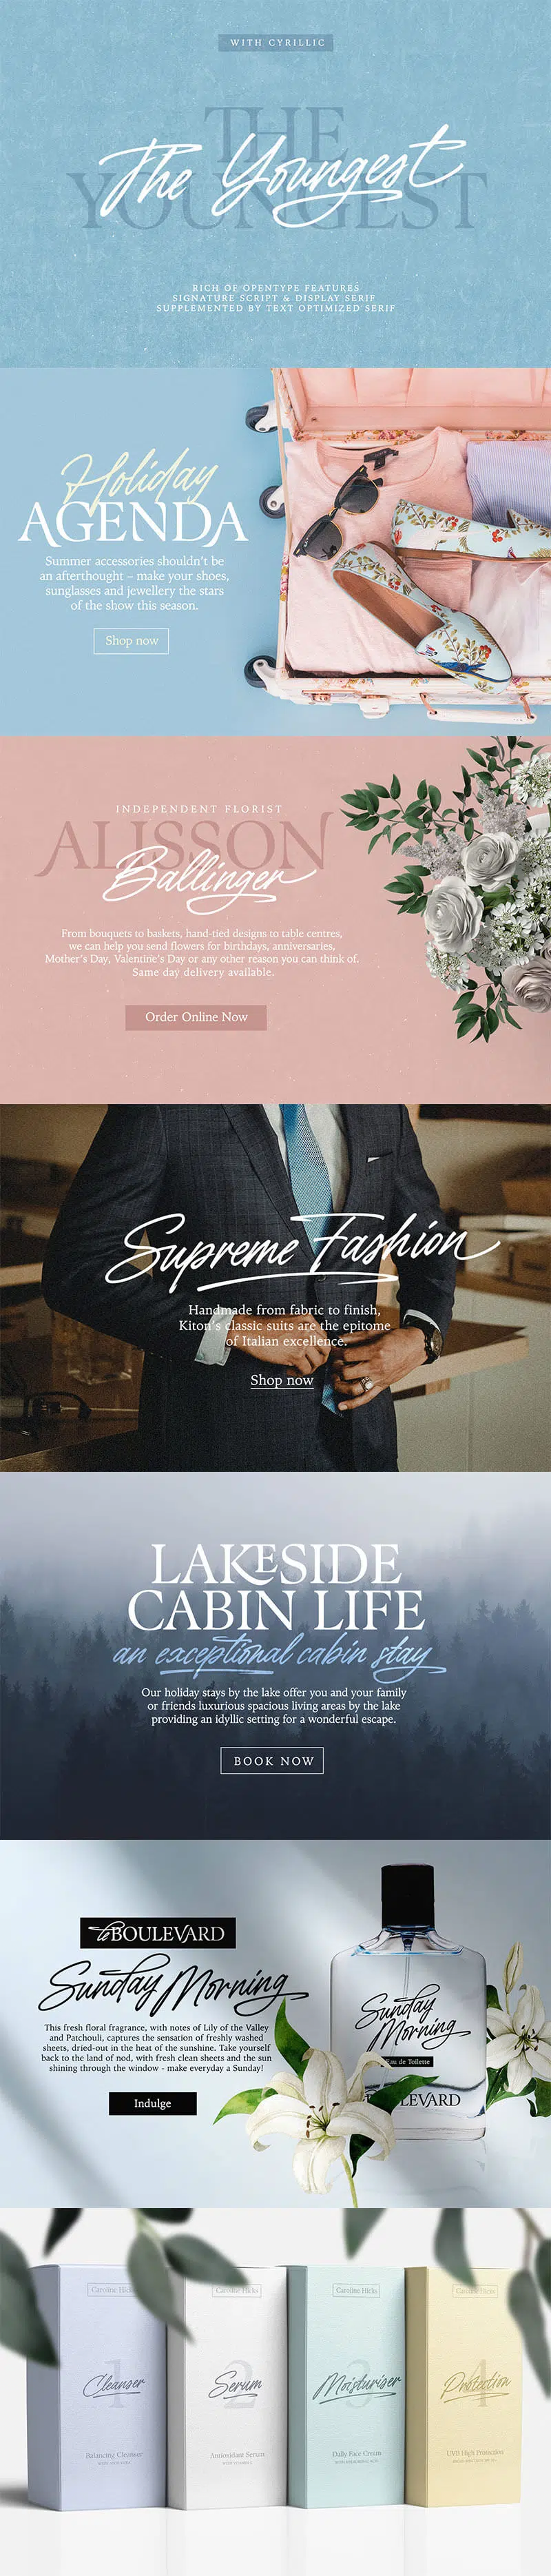 WITH CYRILLIC
THE
YOUNGEST
The Youngest
RICH OF OPENTYPE FEATURES
SIGNATURE SCRIPT & DISPLAY SERIF
SUPPLEMENTED BY TEXT OPTIMIZED SERIF
Holiday
AGENDA
Summer accessories shouldn't be
an afterthought – make your shoes,
sunglasses and jewellery the stars
of the show this season.
Shop now
INDEPENDENT FLORIST
ALISSON
Ballinger
From bouquets to baskets, hand-tied designs to table centres,
we can help you send flowers for birthdays, anniversaries,
Mother's Day, Valentine's Day or any other reason you can think of.
Same day delivery available.
Order Online Now
Supreme Fashion
Handmade from fabric to finish,
Kiton's classic suits are the epitome
of Italian excellence.
Shop now
LAKESIDE
CABIN LIFE
an exceptional cabin stay
Our holiday stays by the lake offer you and your family
or friends luxurious spacious living areas by the lake
providing an idyllic setting for a wonderful escape.
BOOK NOW
le BOULEVARD
Sunday Morning
This fresh floral fragrance, with notes of Lily of the Valley
and Patchouli, captures the sensation of freshly washed
sheets, dried-out in the heat of the sunshine. Take yourself
back to the land of nod, with fresh clean sheets and the sun
shining through the window - make everyday a Sunday!
Indulge
Sunday
Morning
Eau de Toilette
LEVARD
Caroline Hicks
1
Cleanser
Balancing Cleanser
Caroline Hicks
2
Serum
Antioxidant Serum
Caroline Hicks
3
Moisturiser
Daily Face Cream
Caroline Hicks
4
Protection
UVB High Protection